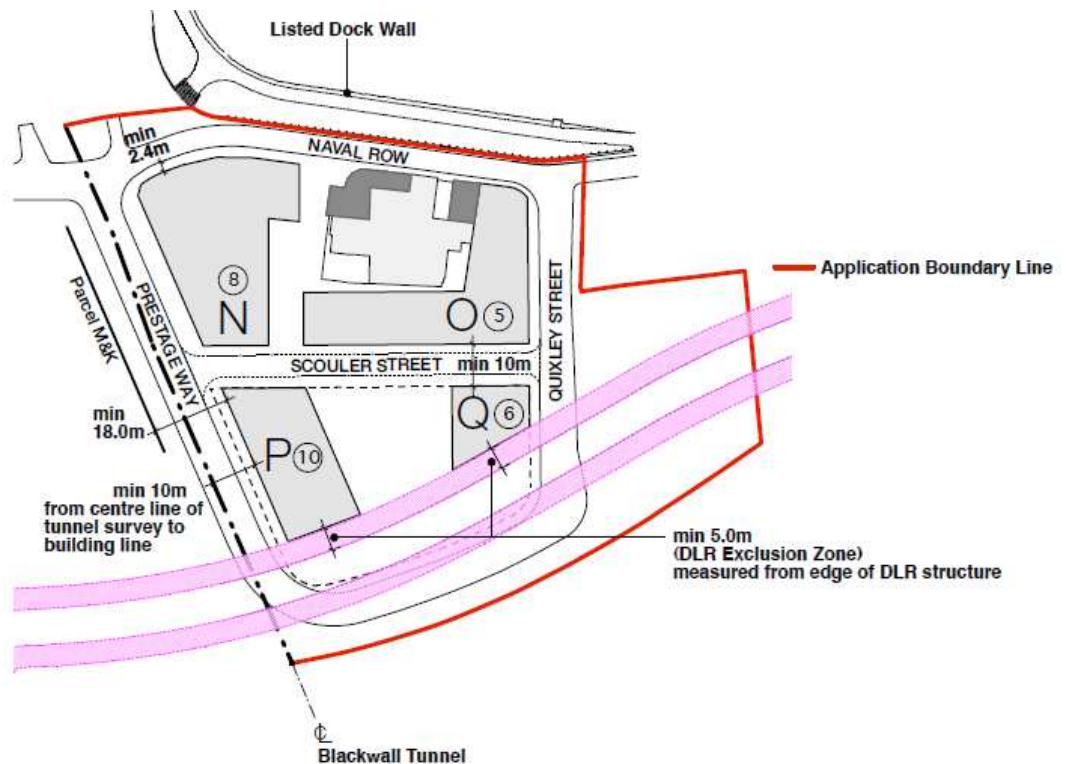 Listed Dock Wall
min
2.4m
NAVAL ROW
Application Boundary Line
8
N
O 5
Parcel M&K
PRESTAGE WAY
QUIXLEY STREET
SCOULER STREET min 10m
min
18.0m
Q 6
P 10
min 10m
from centre line of
tunnel survey to
building line
min 5.0m
(DLR Exclusion Zone)
measured from edge of DLR structure
℄
Blackwall Tunnel